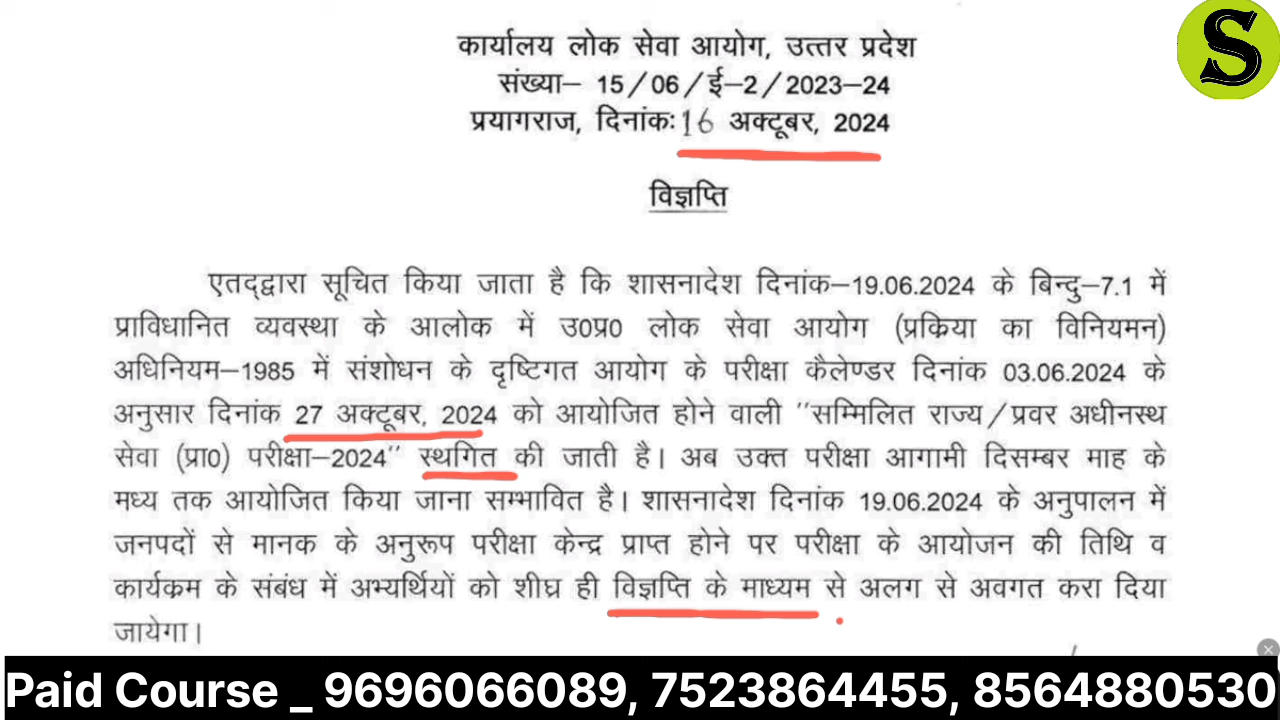 S
कार्यालय लोक सेवा आयोग, उत्तर प्रदेश
संख्या– 15/06/ई–2/2023–24
प्रयागराज, दिनांकः 16 अक्टूबर, 2024
विज्ञप्ति
एतद्द्वारा सूचित किया जाता है कि शासनादेश दिनांक–19.06.2024 के बिन्दु–7.1 में
प्राविधानित व्यवस्था के आलोक में उ0प्र0 लोक सेवा आयोग (प्रक्रिया का विनियमन)
अधिनियम–1985 में संशोधन के दृष्टिगत आयोग के परीक्षा कैलेण्डर दिनांक 03.06.2024 के
अनुसार दिनांक 27 अक्टूबर, 2024 को आयोजित होने वाली ''सम्मिलित राज्य/प्रवर अधीनस्थ
सेवा (प्रा0) परीक्षा–2024'' स्थगित की जाती है। अब उक्त परीक्षा आगामी दिसम्बर माह के
मध्य तक आयोजित किया जाना सम्भावित है। शासनादेश दिनांक 19.06.2024 के अनुपालन में
जनपदों से मानक के अनुरूप परीक्षा केन्द्र प्राप्त होने पर परीक्षा के आयोजन की तिथि व
कार्यक्रम के संबंध में अभ्यर्थियों को शीघ्र ही विज्ञप्ति के माध्यम से अलग से अवगत करा दिया
जायेगा।
Paid Course _ 9696066089, 7523864455, 8564880530